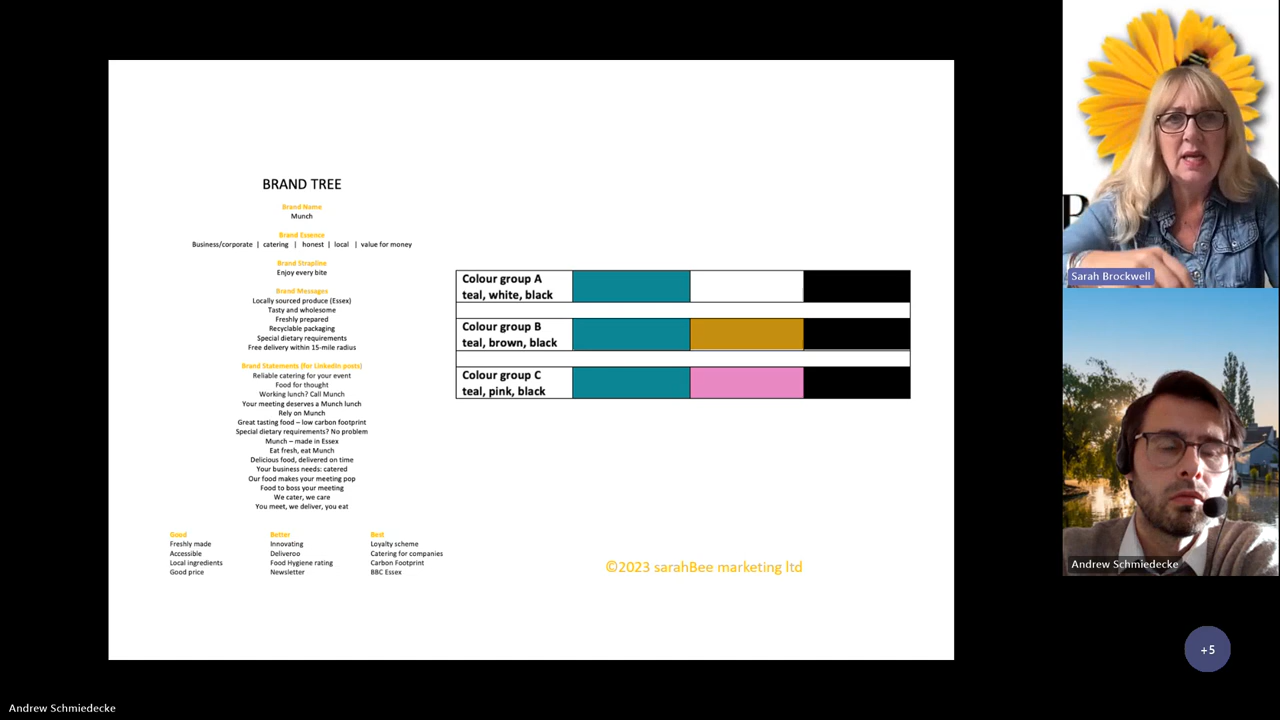 BRAND TREE
Brand Name
Munch
Brand Essence
Business/corporate | catering | honest | local | value for money
Brand Strapline
Enjoy every bite
Brand Messages
Locally sourced produce (Essex)
Tasty and wholesome
Freshly prepared
Recyclable packaging
Special dietary requirements
Free delivery within 15-mile radius
Brand Statements (for LinkedIn posts)
Reliable catering for your event
Food for thought
Working lunch? Call Munch
Your meeting deserves a Munch lunch
Rely on Munch
Great tasting food – low carbon footprint
Special dietary requirements? No problem
Munch – made in Essex
Eat fresh, eat Munch
Delicious food, delivered on time
Your business needs: catered
Our food makes your meeting pop
Food to boss your meeting
We cater, we care
You meet, we deliver, you eat
Good
Freshly made
Accessible
Local ingredients
Good price
Better
Innovating
Deliveroo
Food Hygiene rating
Newsletter
Best
Loyalty scheme
Catering for companies
Carbon Footprint
BBC Essex
Colour group A
teal, white, black
Colour group B
teal, brown, black
Colour group C
teal, pink, black
©2023 sarahBee marketing ltd
P
Sarah Brockwell
Andrew Schmiedecke
+5
Andrew Schmiedecke